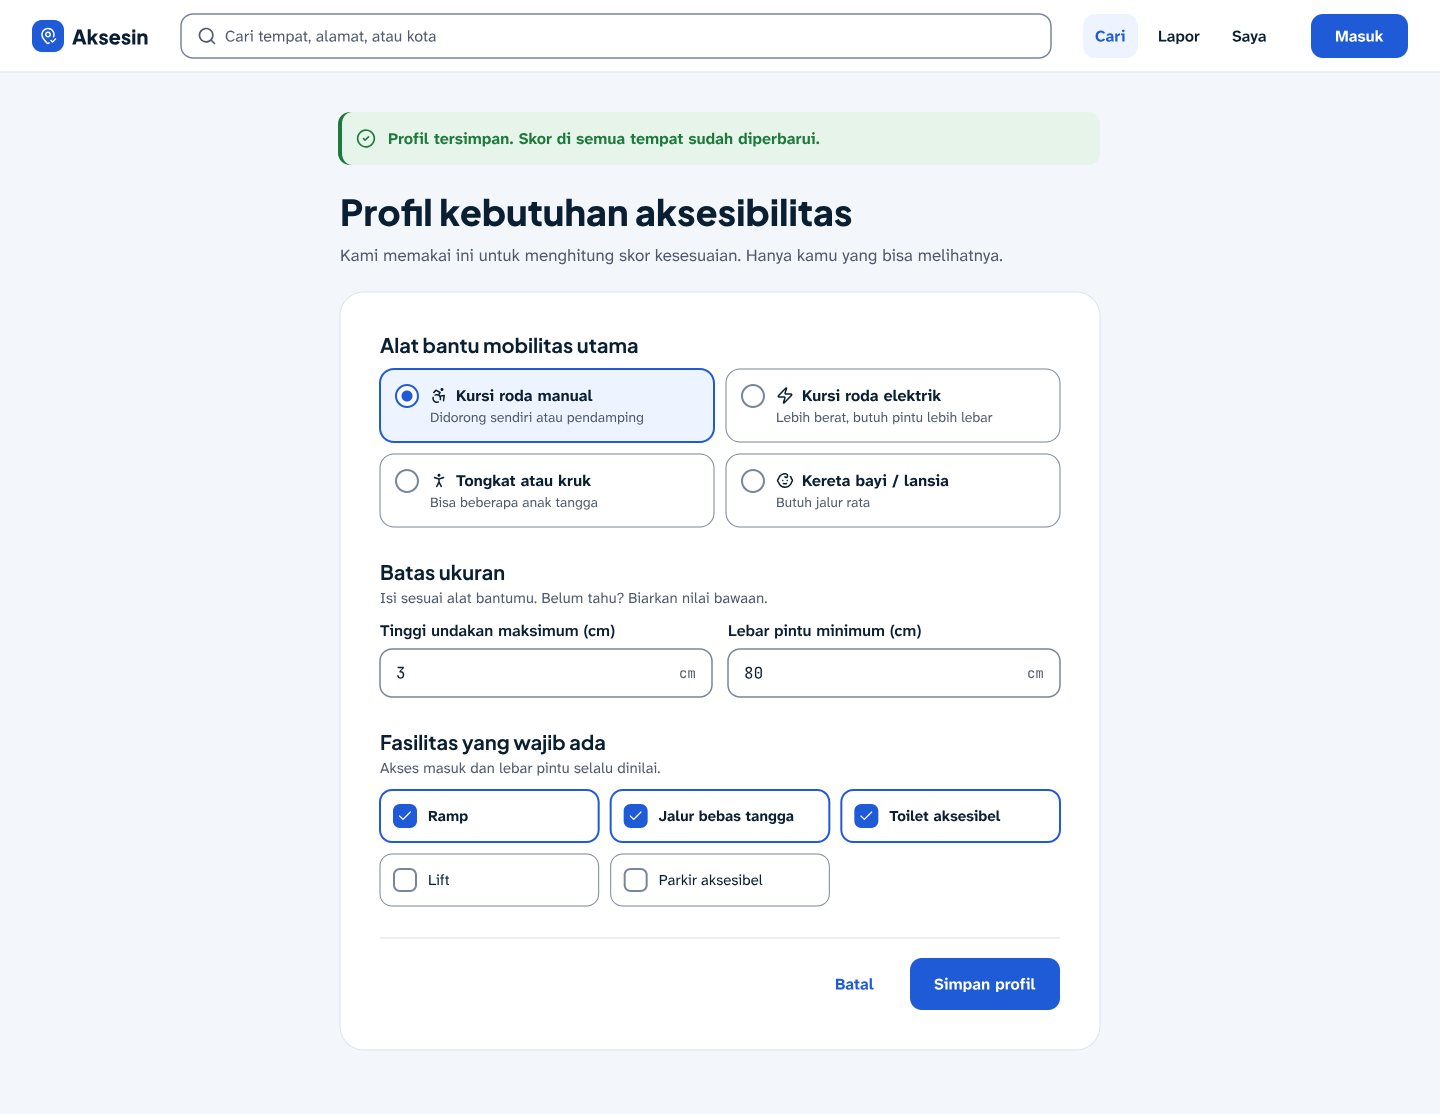 Aksesin
Cari tempat, alamat, atau kota
Cari
Lapor
Saya
Masuk
Profil tersimpan. Skor di semua tempat sudah diperbarui.
Profil kebutuhan aksesibilitas
Kami memakai ini untuk menghitung skor kesesuaian. Hanya kamu yang bisa melihatnya.
Alat bantu mobilitas utama
Kursi roda manual
Didorong sendiri atau pendamping
Kursi roda elektrik
Lebih berat, butuh pintu lebih lebar
Tongkat atau kruk
Bisa beberapa anak tangga
Kereta bayi / lansia
Butuh jalur rata
Batas ukuran
Isi sesuai alat bantumu. Belum tahu? Biarkan nilai bawaan.
Tinggi undakan maksimum (cm)
3 cm
Lebar pintu minimum (cm)
80 cm
Fasilitas yang wajib ada
Akses masuk dan lebar pintu selalu dinilai.
Ramp
Jalur bebas tangga
Toilet aksesibel
Lift
Parkir aksesibel
Batal
Simpan profil